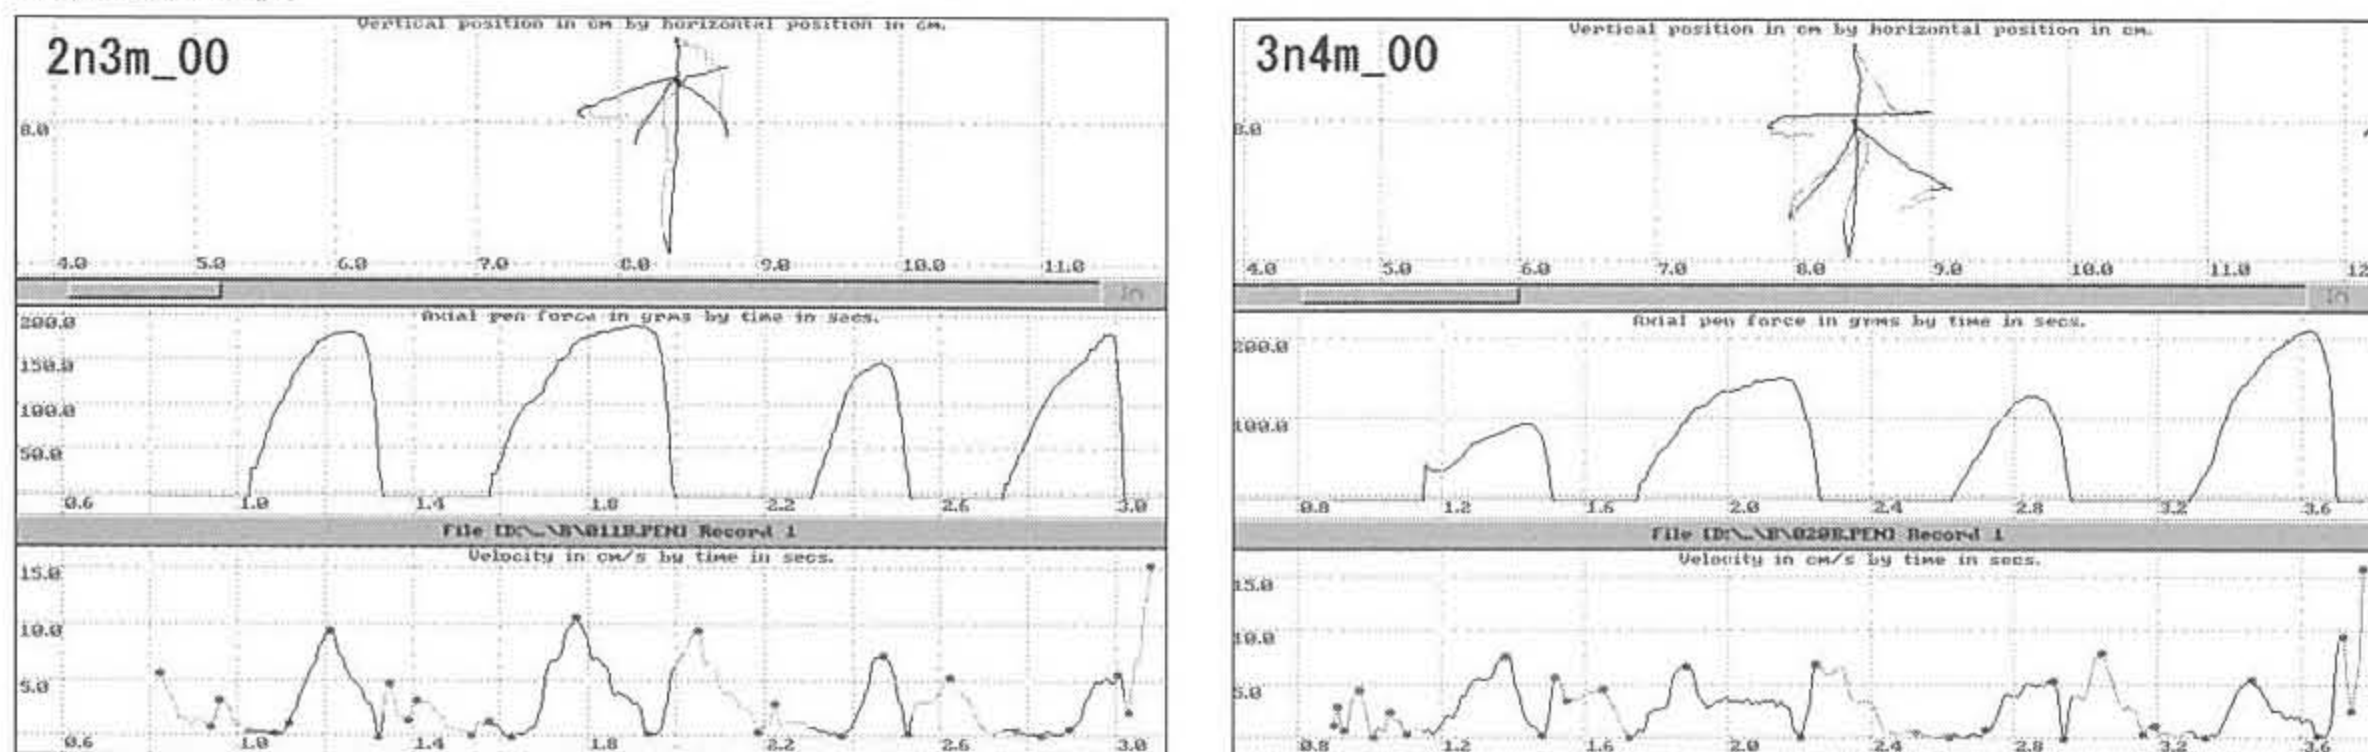 Vertical position in cm by horizontal position in cm.
2n3m_00
8.0
4.0 5.0 6.0 7.0 8.0 9.0 10.0 11.0
Axial pen force in grms by time in secs.
200.0
150.0
100.0
50.0
0.6 1.0 1.4 1.8 2.2 2.6 3.0
File [D:\..\B\011B.PEN] Record 1
Velocity in cm/s by time in secs.
15.0
10.0
5.0
0.6 1.0 1.4 1.8 2.2 2.6 3.0
Vertical position in cm by horizontal position in cm.
3n4m_00
8.0
4.0 5.0 6.0 7.0 8.0 9.0 10.0 11.0 12
Axial pen force in grms by time in secs.
200.0
100.0
0.8 1.2 1.6 2.0 2.4 2.8 3.2 3.6
File [D:\..\B\020B.PEN] Record 1
Velocity in cm/s by time in secs.
15.0
10.0
5.0
0.8 1.2 1.6 2.0 2.4 2.8 3.2 3.6